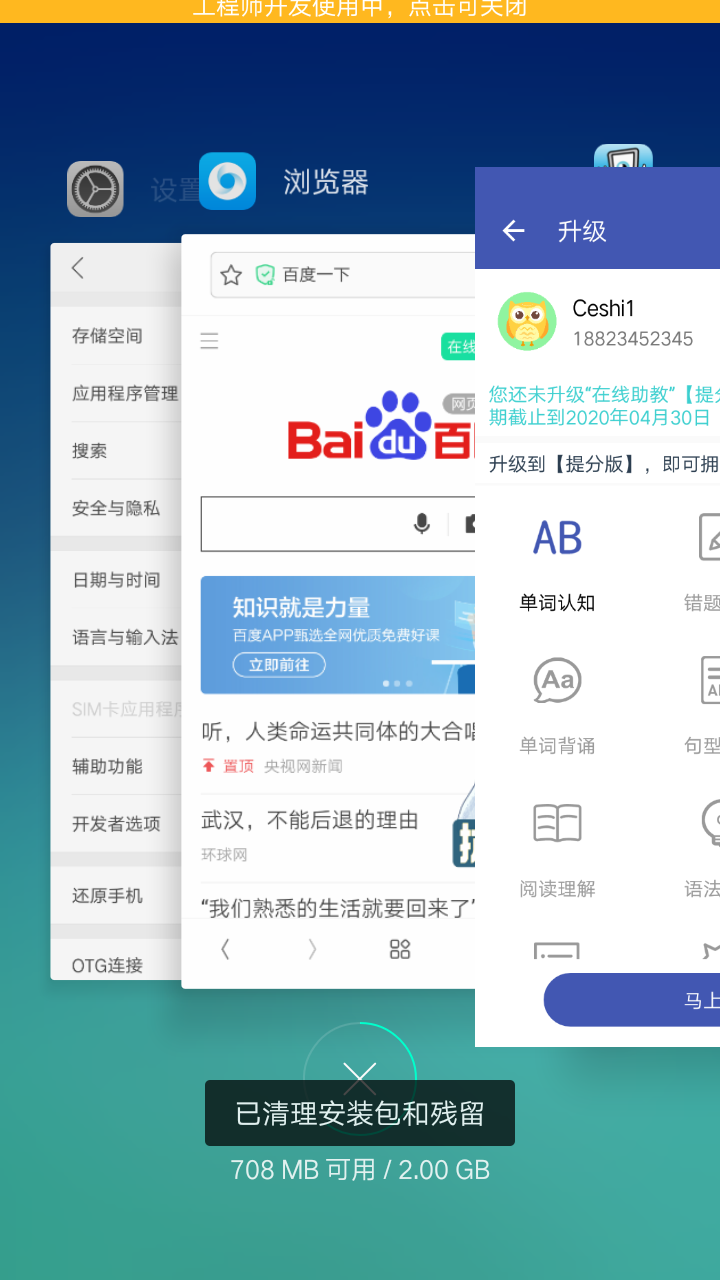 工程师开发使用中，点击可关闭
设置
浏览器
存储空间
应用程序管理
搜索
安全与隐私
日期与时间
语言与输入法
SIM卡应用程序
辅助功能
开发者选项
还原手机
OTG连接
百度一下
在线
网页
Bai du 百
知识就是力量
百度APP甄选全网优质免费好课
立即前往
听，人类命运共同体的大合唱
置顶 央视网新闻
武汉，不能后退的理由
环球网
“我们熟悉的生活就要回来了”
升级
Ceshi1
18823452345
您还未升级“在线助教”【提分
期截止到2020年04月30日
升级到【提分版】，即可拥
AB
单词认知
错题
Aa
单词背诵
句型
阅读理解
语法
马上
已清理安装包和残留
708 MB 可用 / 2.00 GB